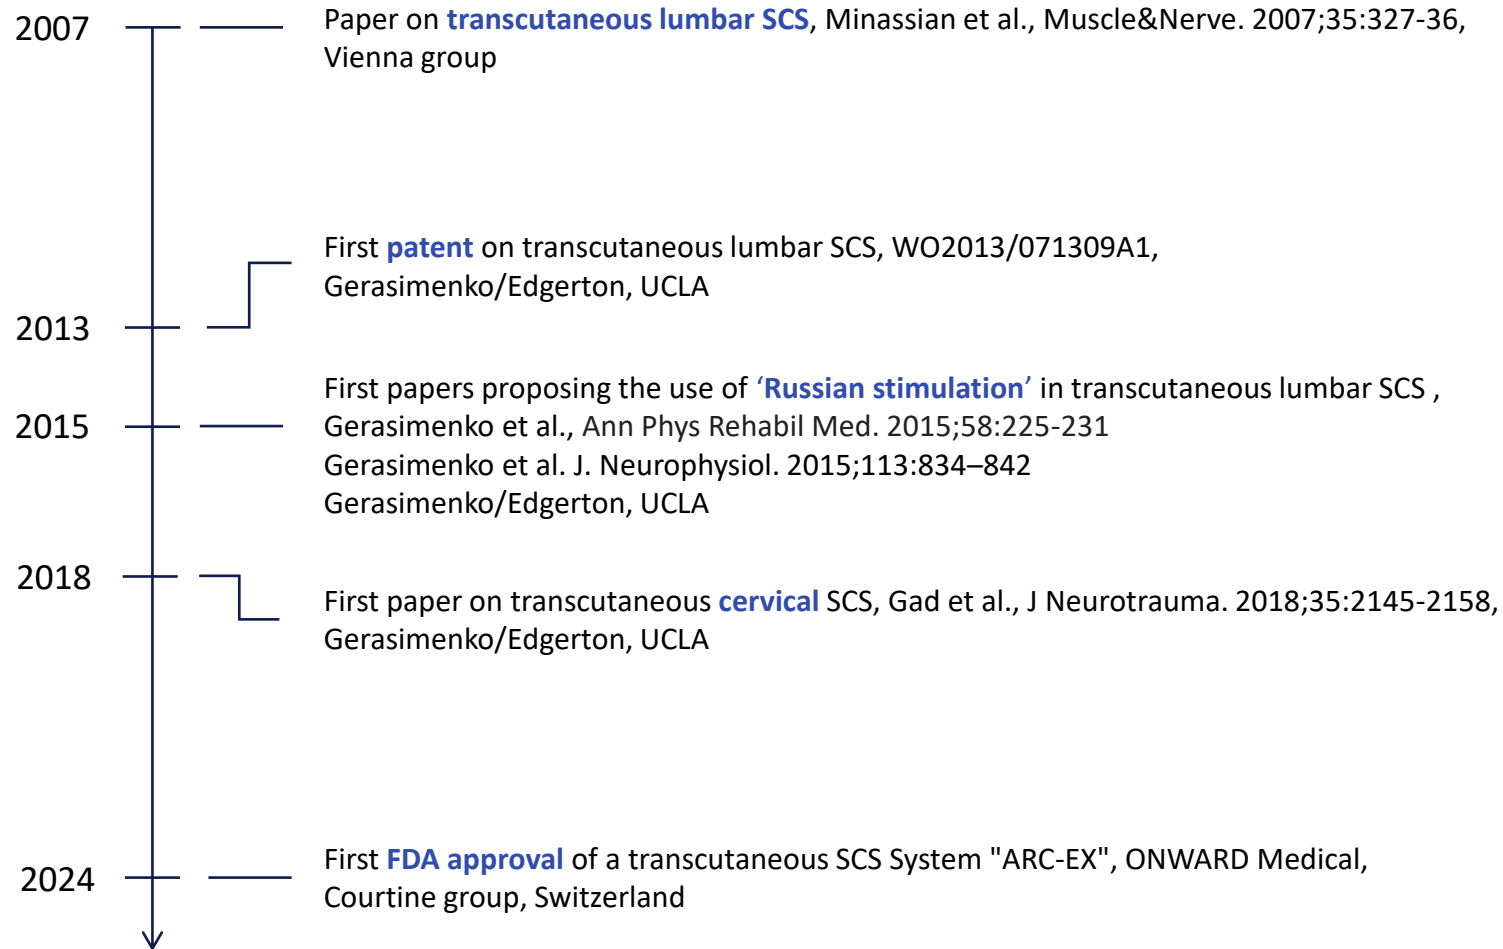 2007
Paper on transcutaneous lumbar SCS, Minassian et al., Muscle&Nerve. 2007;35:327-36,
Vienna group
First patent on transcutaneous lumbar SCS, WO2013/071309A1,
Gerasimenko/Edgerton, UCLA
2013
First papers proposing the use of ‘Russian stimulation’ in transcutaneous lumbar SCS ,
2015
Gerasimenko et al., Ann Phys Rehabil Med. 2015;58:225-231
Gerasimenko et al. J. Neurophysiol. 2015;113:834–842
Gerasimenko/Edgerton, UCLA
2018
First paper on transcutaneous cervical SCS, Gad et al., J Neurotrauma. 2018;35:2145-2158,
Gerasimenko/Edgerton, UCLA
2024
First FDA approval of a transcutaneous SCS System "ARC-EX", ONWARD Medical,
Courtine group, Switzerland